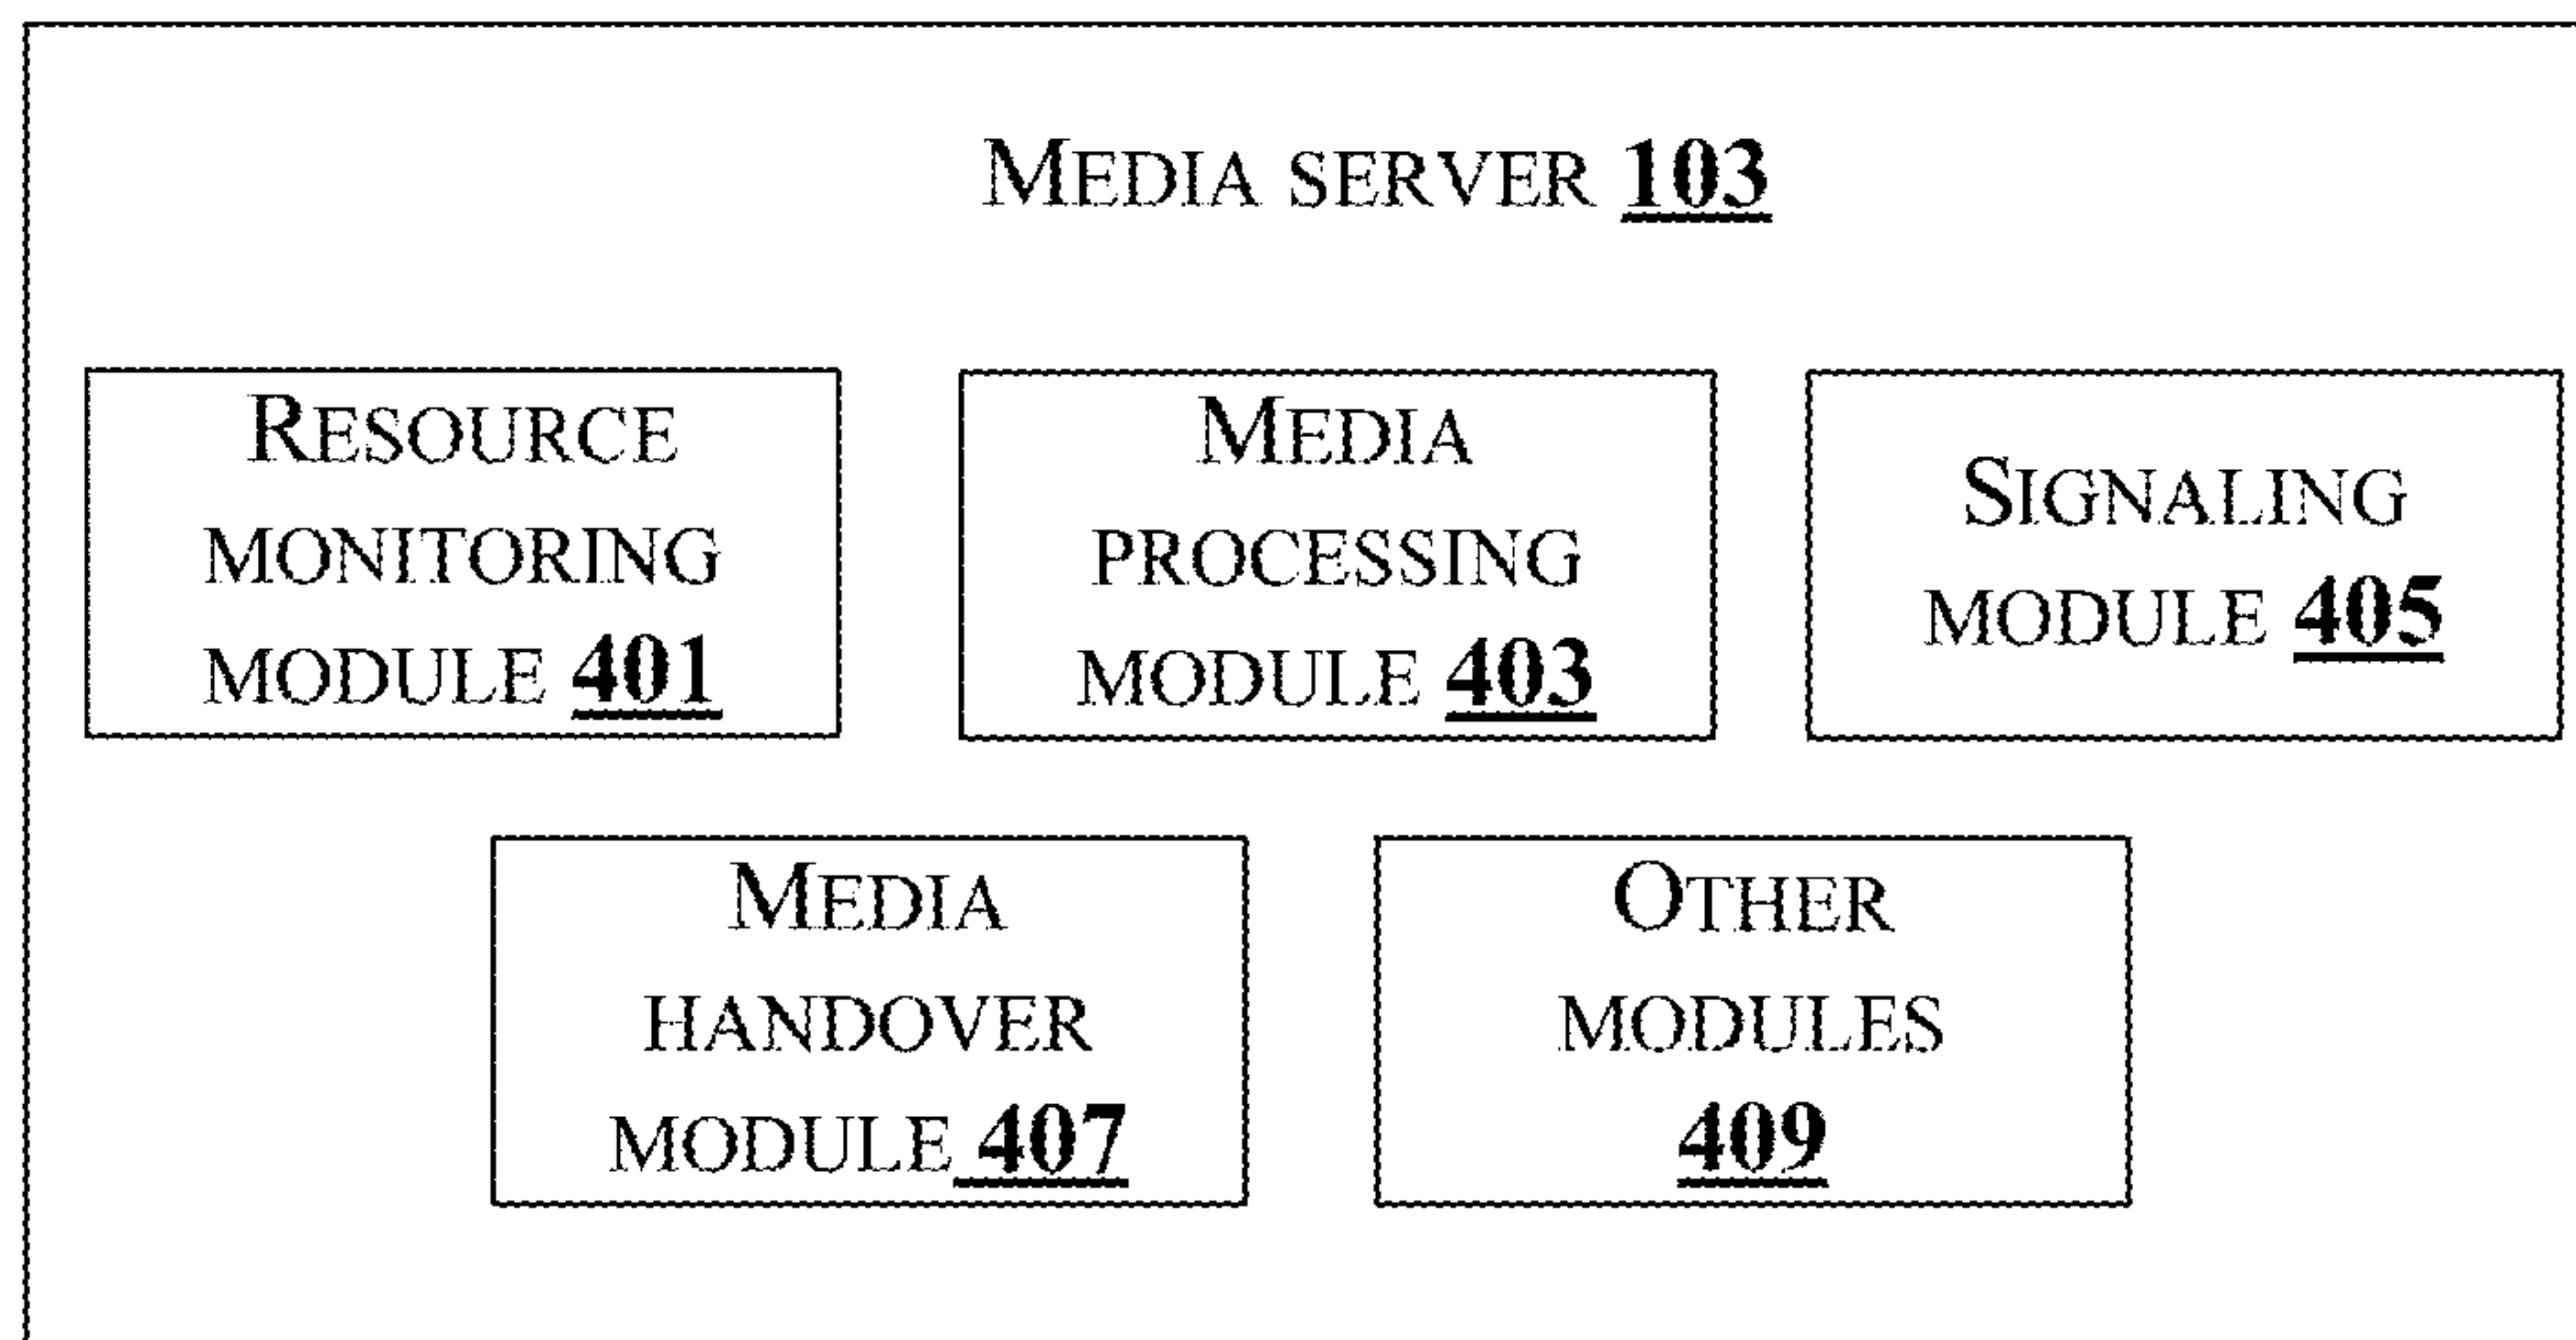 MEDIA SERVER 103
RESOURCE
MONITORING
MODULE 401
MEDIA
PROCESSING
MODULE 403
SIGNALING
MODULE 405
MEDIA
HANDOVER
MODULE 407
OTHER
MODULES
409